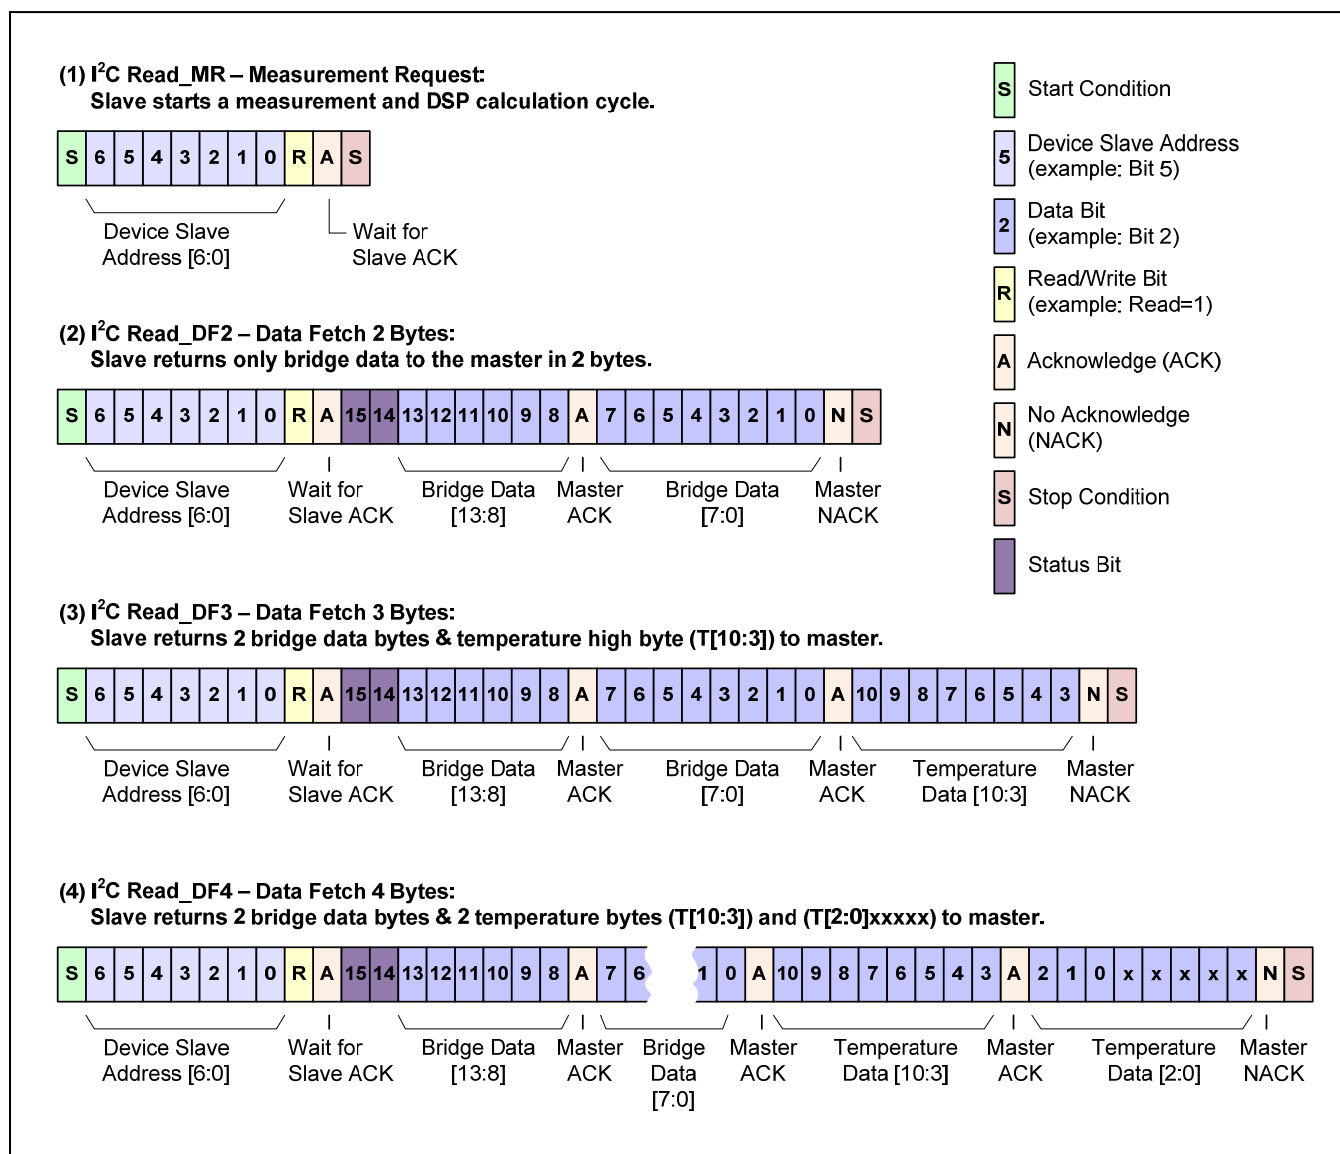 (1) I²C Read_MR – Measurement Request:
Slave starts a measurement and DSP calculation cycle.
S 6 5 4 3 2 1 0 R A S
Device Slave
Address [6:0]
Wait for
Slave ACK
S Start Condition
5 Device Slave Address
(example: Bit 5)
2 Data Bit
(example: Bit 2)
R Read/Write Bit
(example: Read=1)
A Acknowledge (ACK)
N No Acknowledge
(NACK)
S Stop Condition
Status Bit
(2) I²C Read_DF2 – Data Fetch 2 Bytes:
Slave returns only bridge data to the master in 2 bytes.
S 6 5 4 3 2 1 0 R A 15 14 13 12 11 10 9 8 A 7 6 5 4 3 2 1 0 N S
Device Slave
Address [6:0]
Wait for
Slave ACK
Bridge Data
[13:8]
Master
ACK
Bridge Data
[7:0]
Master
NACK
(3) I²C Read_DF3 – Data Fetch 3 Bytes:
Slave returns 2 bridge data bytes & temperature high byte (T[10:3]) to master.
S 6 5 4 3 2 1 0 R A 15 14 13 12 11 10 9 8 A 7 6 5 4 3 2 1 0 A 10 9 8 7 6 5 4 3 N S
Device Slave
Address [6:0]
Wait for
Slave ACK
Bridge Data
[13:8]
Master
ACK
Bridge Data
[7:0]
Master
ACK
Temperature
Data [10:3]
Master
NACK
(4) I²C Read_DF4 – Data Fetch 4 Bytes:
Slave returns 2 bridge data bytes & 2 temperature bytes (T[10:3]) and (T[2:0]xxxxx) to master.
S 6 5 4 3 2 1 0 R A 15 14 13 12 11 10 9 8 A 7 6 1 0 A 10 9 8 7 6 5 4 3 A 2 1 0 x x x x x N S
Device Slave
Address [6:0]
Wait for
Slave ACK
Bridge Data
[13:8]
Master
ACK
Bridge
Data
[7:0]
Master
ACK
Temperature
Data [10:3]
Master
ACK
Temperature
Data [2:0]
Master
NACK